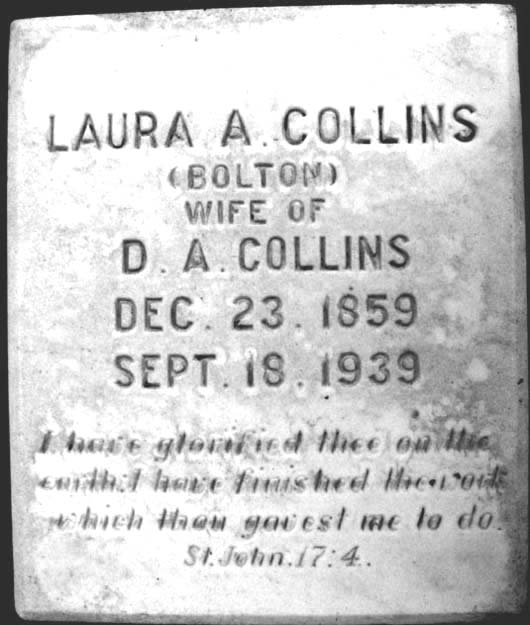 LAURA A. COLLINS
(BOLTON)
WIFE OF
D. A. COLLINS
DEC. 23. 1859
SEPT. 18. 1939
I have glorified thee on the
earth: I have finished the work
which thou gavest me to do.
St. John. 17:4.